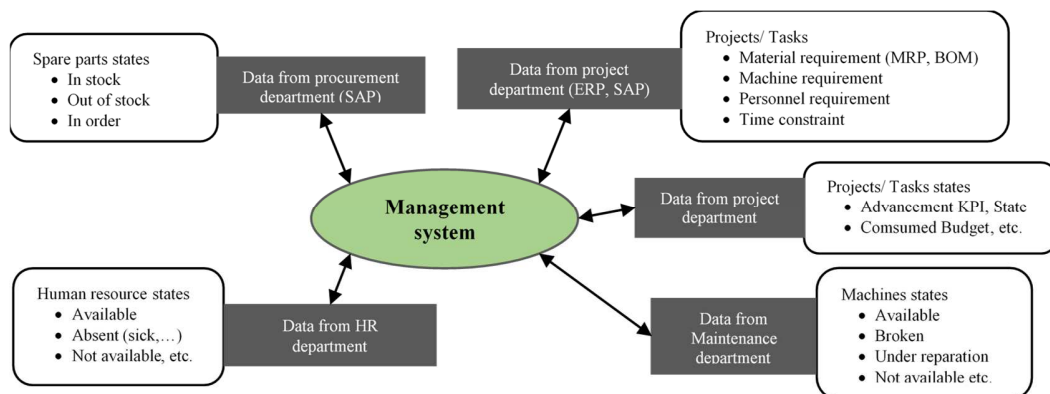 Spare parts states
• In stock
• Out of stock
• In order
Data from procurement
department (SAP)
Data from project
department (ERP, SAP)
Projects/ Tasks
• Material requirement (MRP, BOM)
• Machine requirement
• Personnel requirement
• Time constraint
Management
system
Data from project
department
Projects/ Tasks states
• Advancement KPI, State
• Comsumed Budget, etc.
Human resource states
• Available
• Absent (sick,…)
• Not available, etc.
Data from HR
department
Data from
Maintenance
department
Machines states
• Available
• Broken
• Under reparation
• Not available etc.